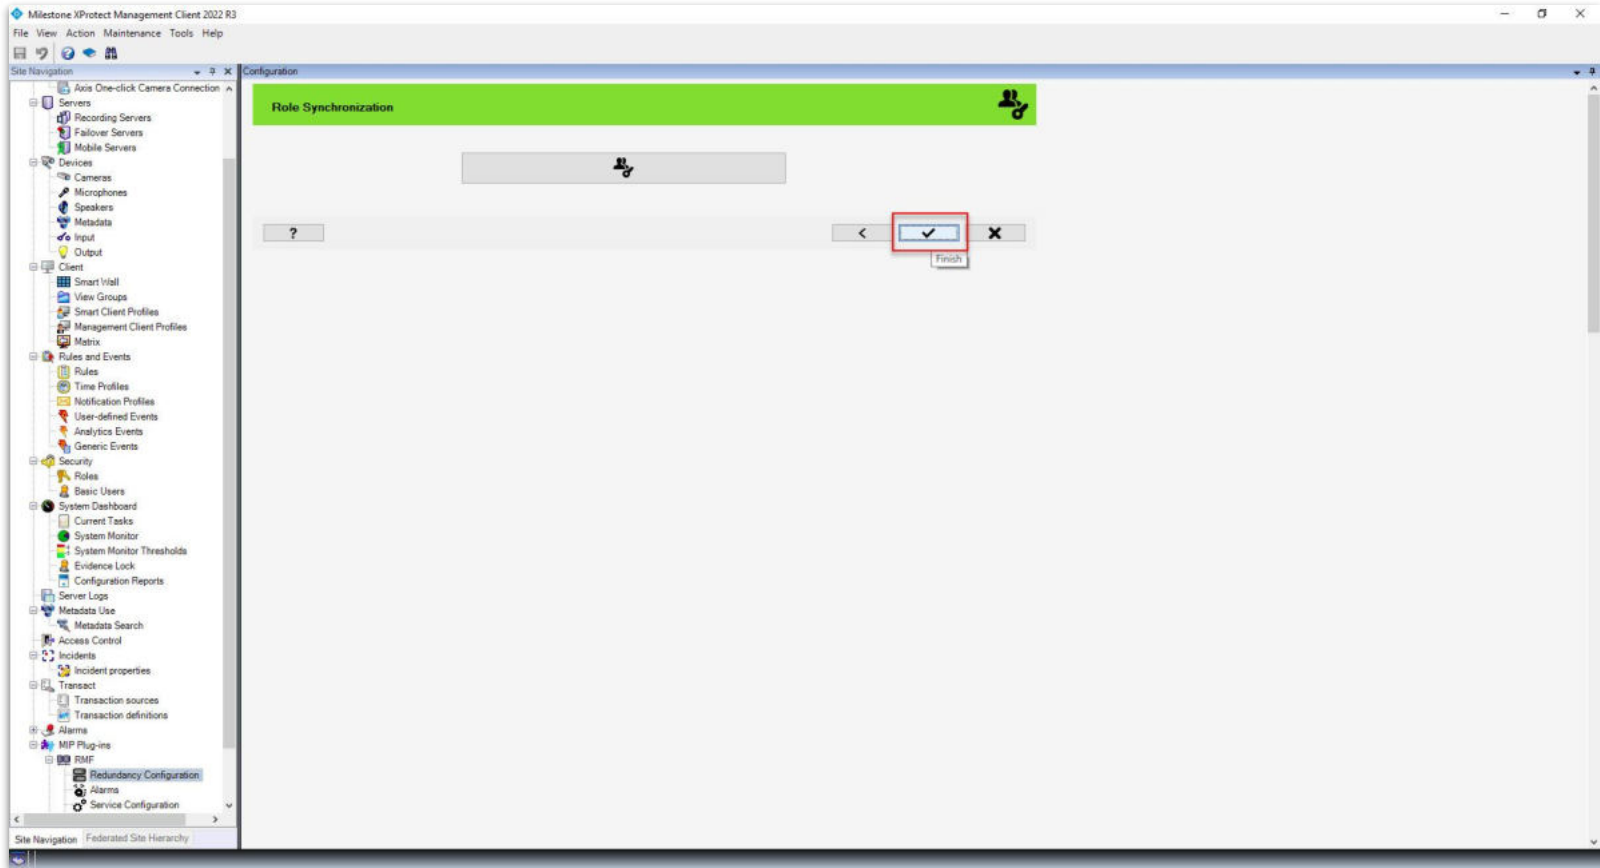 Milestone XProtect Management Client 2022 R3
File View Action Maintenance Tools Help
Site Navigation
Configuration
Axis One-click Camera Connection
Servers
Recording Servers
Failover Servers
Mobile Servers
Devices
Cameras
Microphones
Speakers
Metadata
Input
Output
Client
Smart Wall
View Groups
Smart Client Profiles
Management Client Profiles
Matrix
Rules and Events
Rules
Time Profiles
Notification Profiles
User-defined Events
Analytics Events
Generic Events
Security
Roles
Basic Users
System Dashboard
Current Tasks
System Monitor
System Monitor Thresholds
Evidence Lock
Configuration Reports
Server Logs
Metadata Use
Metadata Search
Access Control
Incidents
Incident properties
Transact
Transaction sources
Transaction definitions
Alarms
MIP Plug-ins
RMF
Redundancy Configuration
Alarms
Service Configuration
Site Navigation Federated Site Hierarchy
Role Synchronization
?
<
Finish